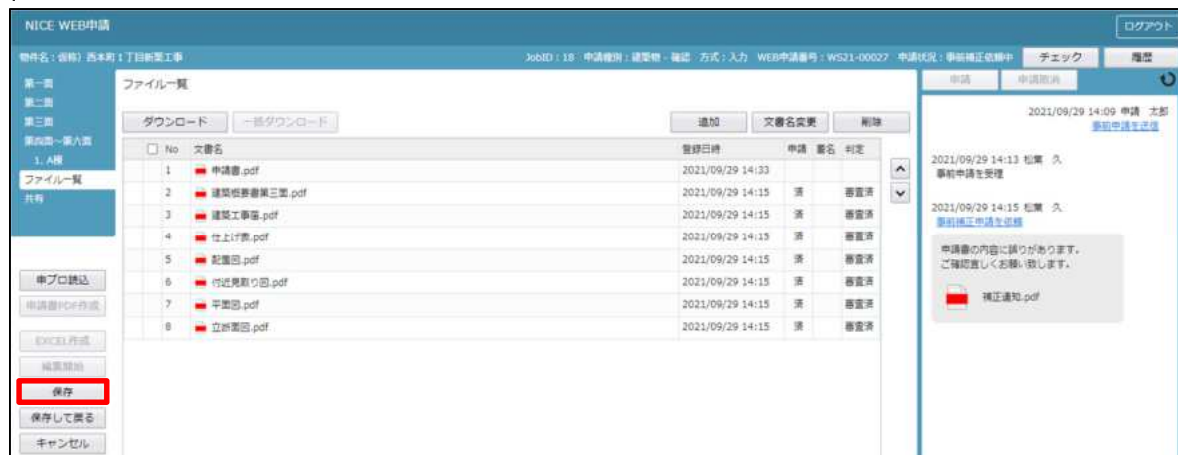 NICE WEB申請
ログアウト
物件名：仮称）西本町1丁目新築工事
JobID：18 申請種別：建築物 - 確認 方式：入力 WEB申請番号：WS21-00027 申請状況：事前補正依頼中
チェック
履歴
第一面
第二面
第三面
第四面～第六面
1. A棟
ファイル一覧
共有
申プロ読込
申請書PDF作成
EXCEL作成
編集開始
保存
保存して戻る
キャンセル
ファイル一覧
ダウンロード
一括ダウンロード
追加
文書名変更
削除
No 文書名 登録日時 申請 署名 判定
1 申請書.pdf 2021/09/29 14:33
2 建築概要書第三面.pdf 2021/09/29 14:15 済 審査済
3 建築工事届.pdf 2021/09/29 14:15 済 審査済
4 仕上げ表.pdf 2021/09/29 14:15 済 審査済
5 配置図.pdf 2021/09/29 14:15 済 審査済
6 付近見取り図.pdf 2021/09/29 14:15 済 審査済
7 平面図.pdf 2021/09/29 14:15 済 審査済
8 立断面図.pdf 2021/09/29 14:15 済 審査済
申請
申請取消
2021/09/29 14:09 申請 太郎
事前申請を送信
2021/09/29 14:13 松葉 久
事前申請を受理
2021/09/29 14:15 松葉 久
事前補正申請を依頼
申請書の内容に誤りがあります。
ご確認宜しくお願い致します。
補正通知.pdf